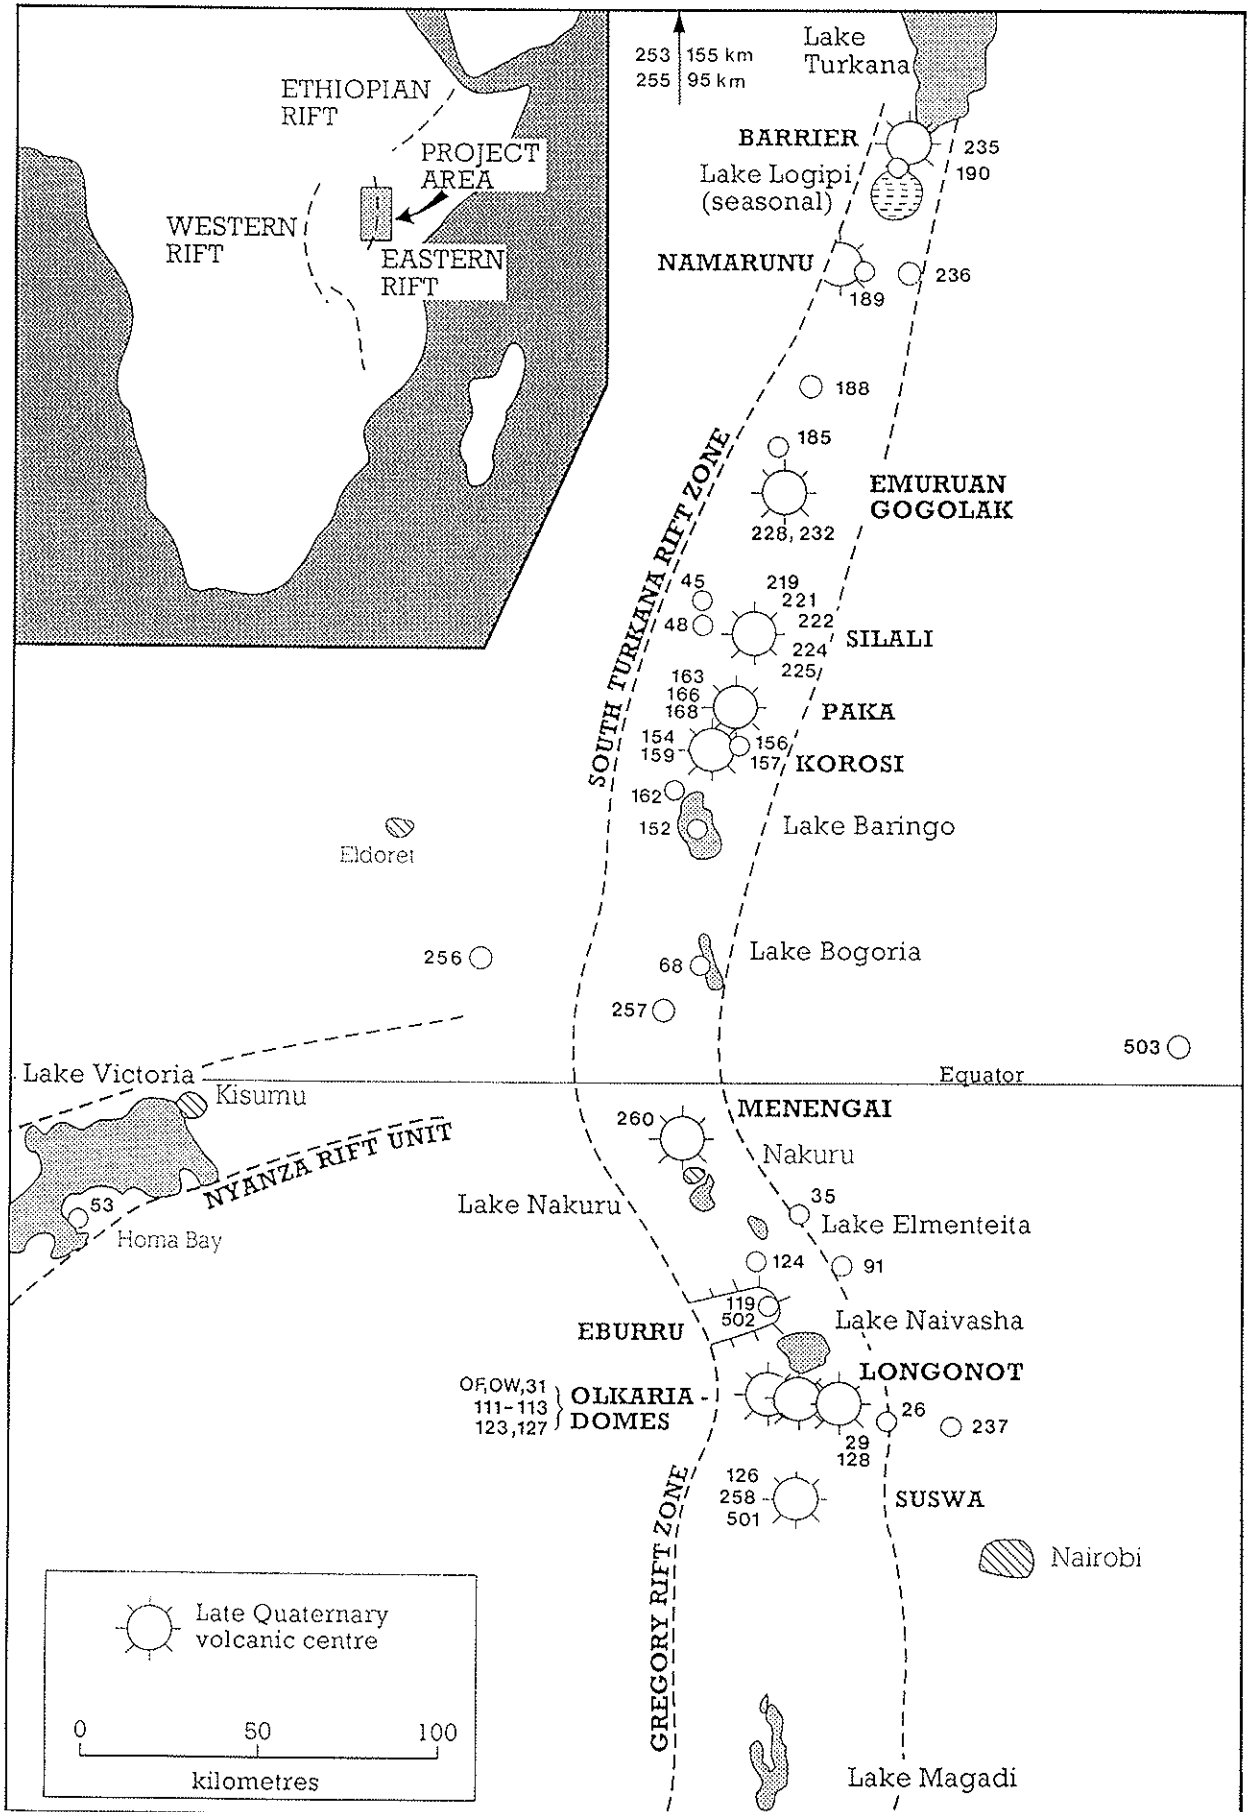 253 155 km
255 95 km
Lake
Turkana
ETHIOPIAN
RIFT
PROJECT
AREA
WESTERN
RIFT
EASTERN
RIFT
BARRIER
235
190
Lake Logipi
(seasonal)
NAMARUNU
189
236
188
185
EMURUAN
GOGOLAK
228, 232
SOUTH TURKANA RIFT ZONE
45
48
219
221
222
224
225
SILALI
163
166
168
PAKA
154
159
156
157
KOROSI
162
152
Lake Baringo
Eldoret
256
68
Lake Bogoria
257
503
Lake Victoria
Equator
Kisumu
MENENGAI
260
NYANZA RIFT UNIT
Nakuru
Lake Nakuru
53
Homa Bay
35
Lake Elmenteita
124
91
119
502
EBURRU
Lake Naivasha
LONGONOT
OF,OW,31
111-113
123,127
OLKARIA
DOMES
26
237
29
128
126
258
501
SUSWA
GREGORY RIFT ZONE
Nairobi
Late Quaternary
volcanic centre
0 50 100
kilometres
Lake Magadi